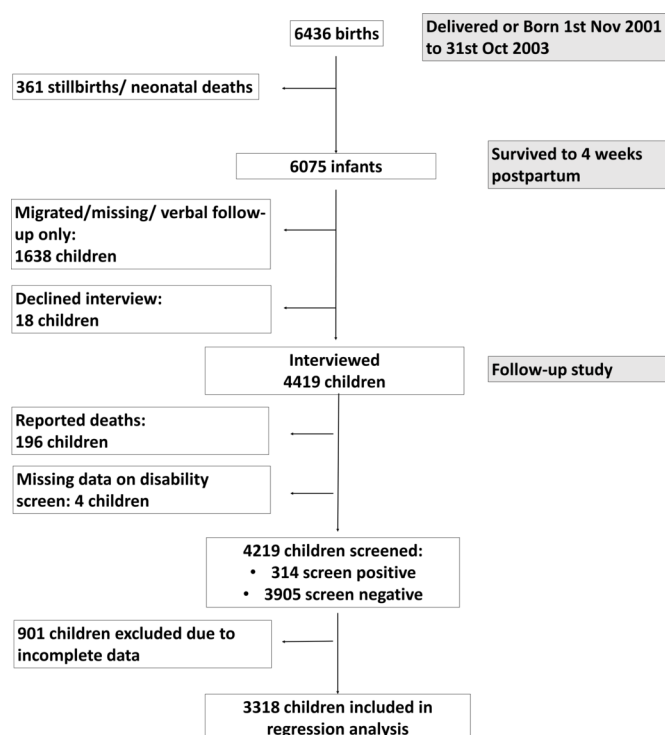 6436 births
Delivered or Born 1st Nov 2001
to 31st Oct 2003
361 stillbirths/ neonatal deaths
6075 infants
Survived to 4 weeks
postpartum
Migrated/missing/ verbal follow-
up only:
1638 children
Declined interview:
18 children
Interviewed
4419 children
Follow-up study
Reported deaths:
196 children
Missing data on disability
screen: 4 children
4219 children screened:
• 314 screen positive
• 3905 screen negative
901 children excluded due to
incomplete data
3318 children included in
regression analysis